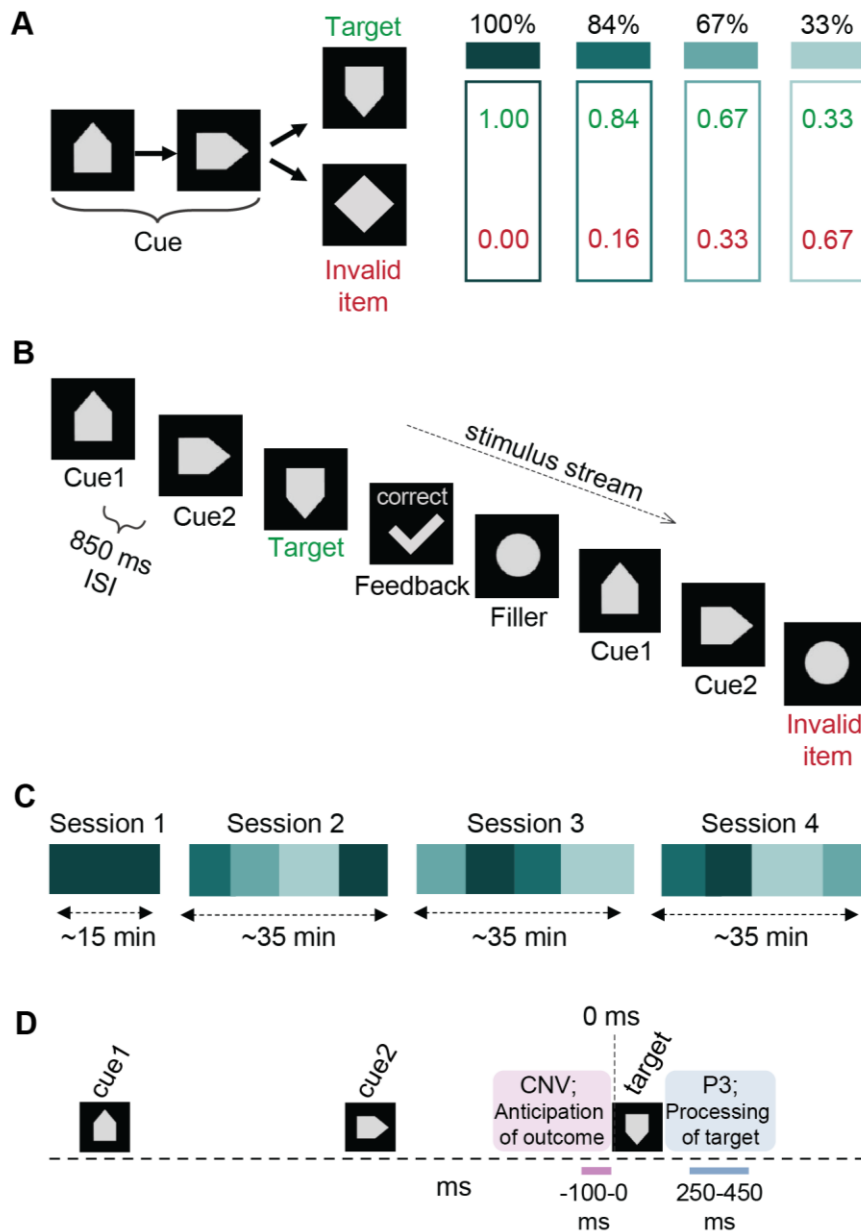 A
Target
100% 84% 67% 33%
1.00 0.84 0.67 0.33
Cue
0.00 0.16 0.33 0.67
Invalid
item
B
Cue1
850 ms
ISI
Cue2
Target
correct
Feedback
Filler
stimulus stream
Cue1
Cue2
Invalid
item
C
Session 1 Session 2 Session 3 Session 4
~15 min ~35 min ~35 min ~35 min
D
0 ms
cue1 cue2 target
CNV;
Anticipation
of outcome
P3;
Processing
of target
ms
-100-0
ms
250-450
ms